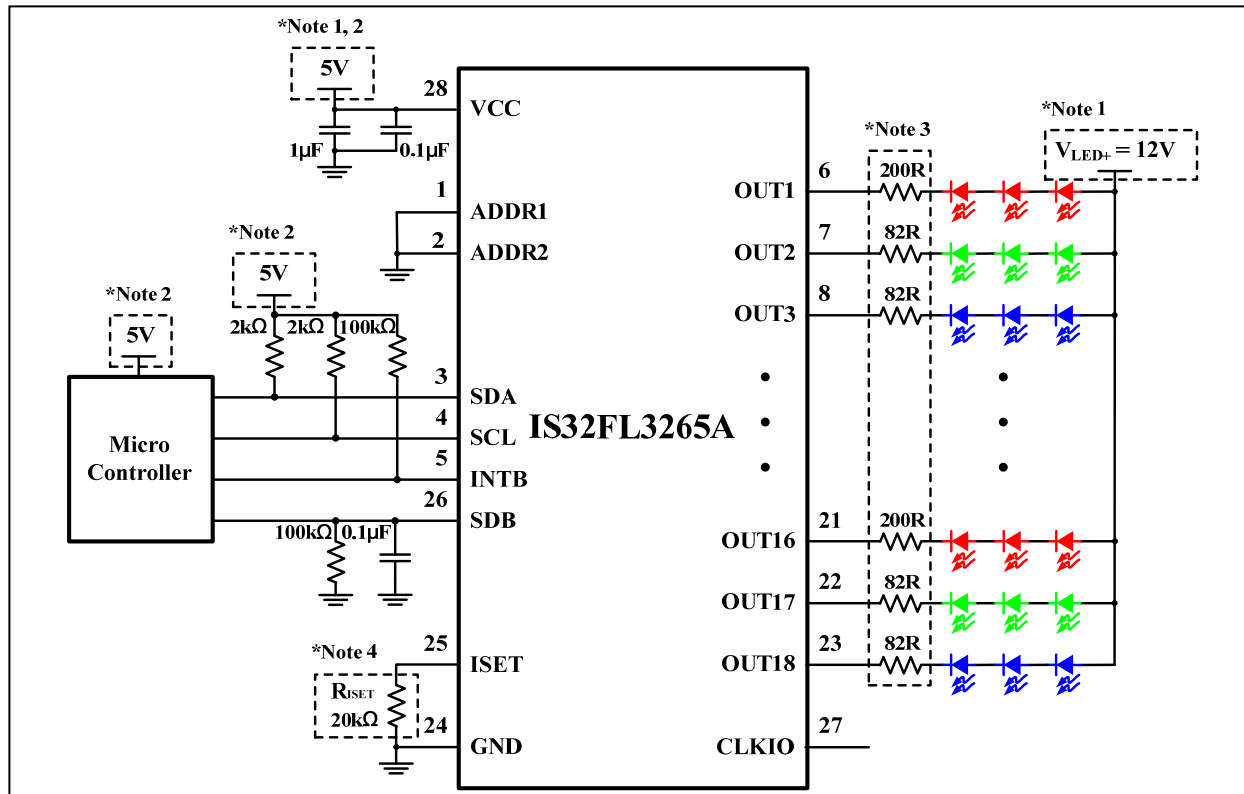 *Note 1, 2
5V
28
VCC
1µF
0.1µF
1
ADDR1
2
ADDR2
*Note 2
5V
2kΩ
2kΩ
100kΩ
*Note 2
5V
Micro
Controller
3
SDA
4
SCL
5
INTB
26
SDB
100kΩ
0.1µF
*Note 4
RISET
20kΩ
25
ISET
24
GND
IS32FL3265A
*Note 3
*Note 1
VLED+ = 12V
OUT1
6
200R
OUT2
7
82R
OUT3
8
82R
OUT16
21
200R
OUT17
22
82R
OUT18
23
82R
CLKIO
27